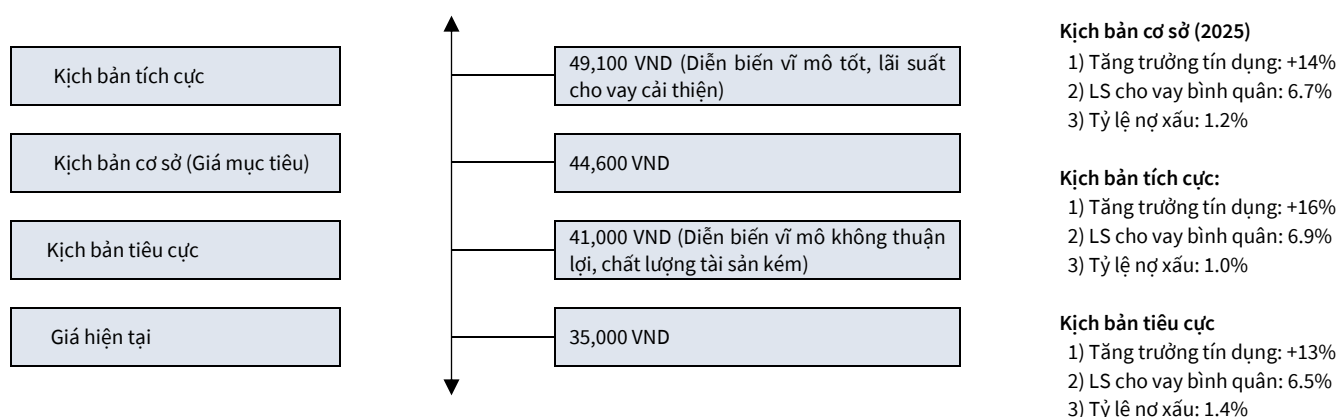 Kịch bản tích cực
49,100 VND (Diễn biến vĩ mô tốt, lãi suất
cho vay cải thiện)
Kịch bản cơ sở (Giá mục tiêu)
44,600 VND
Kịch bản tiêu cực
41,000 VND (Diễn biến vĩ mô không thuận
lợi, chất lượng tài sản kém)
Giá hiện tại
35,000 VND
Kịch bản cơ sở (2025)
1) Tăng trưởng tín dụng: +14%
2) LS cho vay bình quân: 6.7%
3) Tỷ lệ nợ xấu: 1.2%
Kịch bản tích cực:
1) Tăng trưởng tín dụng: +16%
2) LS cho vay bình quân: 6.9%
3) Tỷ lệ nợ xấu: 1.0%
Kịch bản tiêu cực
1) Tăng trưởng tín dụng: +13%
2) LS cho vay bình quân: 6.5%
3) Tỷ lệ nợ xấu: 1.4%